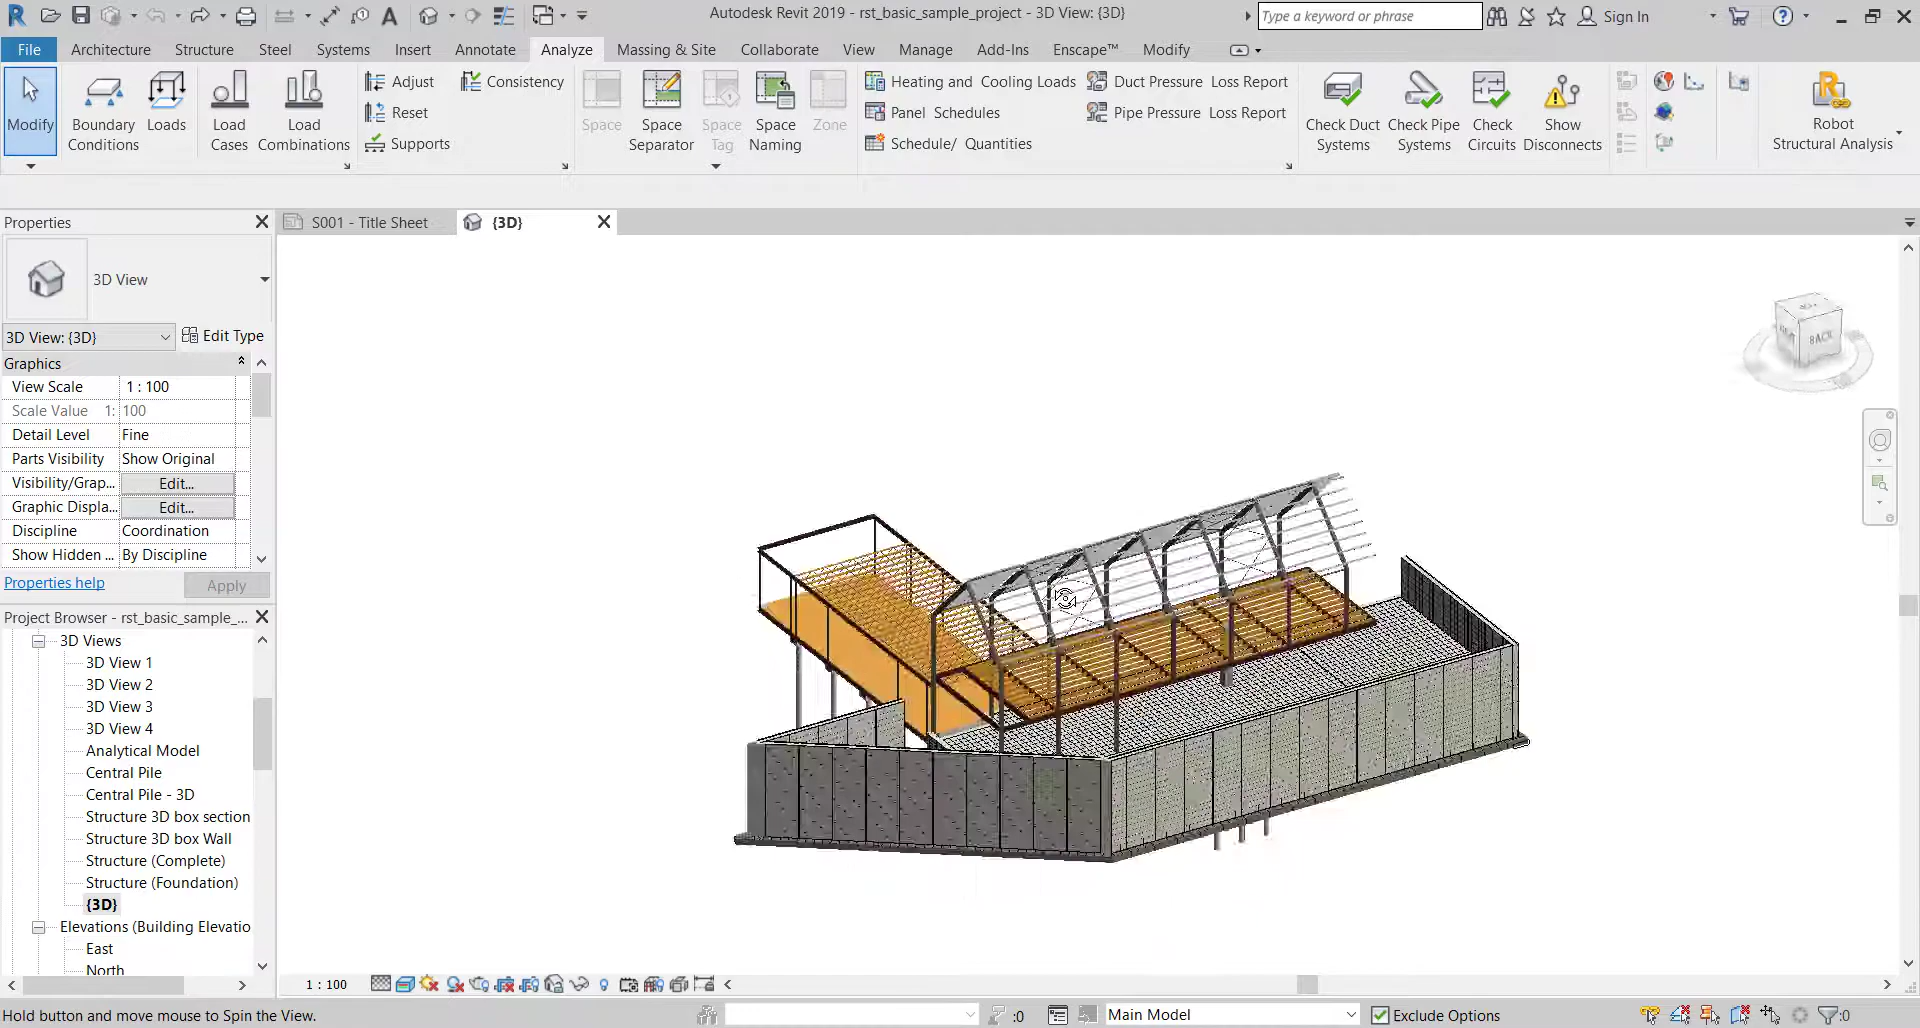 Autodesk Revit 2019 - rst_basic_sample_project - 3D View: {3D}
Type a keyword or phrase
Sign In
File Architecture Structure Steel Systems Insert Annotate Analyze Massing & Site Collaborate View Manage Add-Ins Enscape™ Modify
Modify
Boundary Conditions
Loads
Load Cases
Load Combinations
Adjust
Reset
Supports
Consistency
Space
Space Separator
Space Tag
Space Naming
Zone
Heating and Cooling Loads
Panel Schedules
Schedule/ Quantities
Duct Pressure Loss Report
Pipe Pressure Loss Report
Check Duct Systems
Check Pipe Systems
Check Circuits
Show Disconnects
Robot Structural Analysis
Properties
S001 - Title Sheet
{3D}
3D View
3D View: {3D}
Edit Type
Graphics
View Scale 1 : 100
Scale Value 1: 100
Detail Level Fine
Parts Visibility Show Original
Visibility/Grap... Edit...
Graphic Displa... Edit...
Discipline Coordination
Show Hidden ... By Discipline
Properties help
Apply
Project Browser - rst_basic_sample_...
3D Views
3D View 1
3D View 2
3D View 3
3D View 4
Analytical Model
Central Pile
Central Pile - 3D
Structure 3D box section
Structure 3D box Wall
Structure (Complete)
Structure (Foundation)
{3D}
Elevations (Building Elevatio
East
North
BACK
1 : 100
Hold button and move mouse to Spin the View.
:0
Main Model
Exclude Options
:0